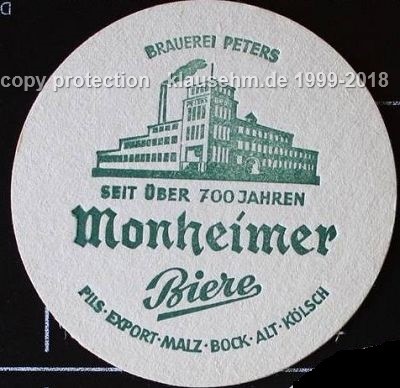 BRAUEREI PETERS
copy protection - klausehm.de 1999-2018
PETERS
SEIT ÜBER 700 JAHREN
Monheimer
Biere
PILS · EXPORT · MALZ · BOCK · ALT · KÖLSCH